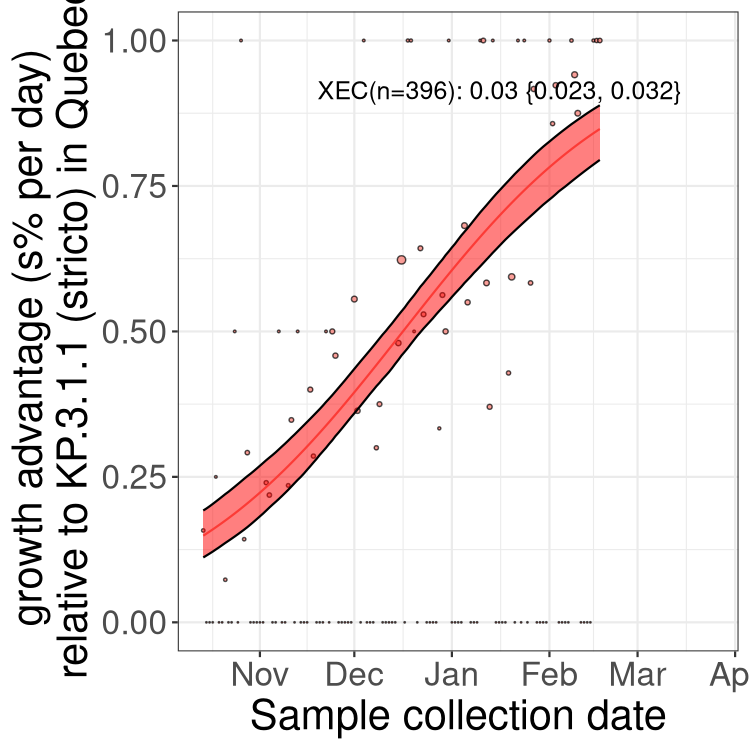 growth advantage (s% per day)
relative to KP.3.1.1 (stricto) in Quebec
1.00
0.75
0.50
0.25
0.00
XEC(n=396): 0.03 {0.023, 0.032}
Nov Dec Jan Feb Mar Ap
Sample collection date